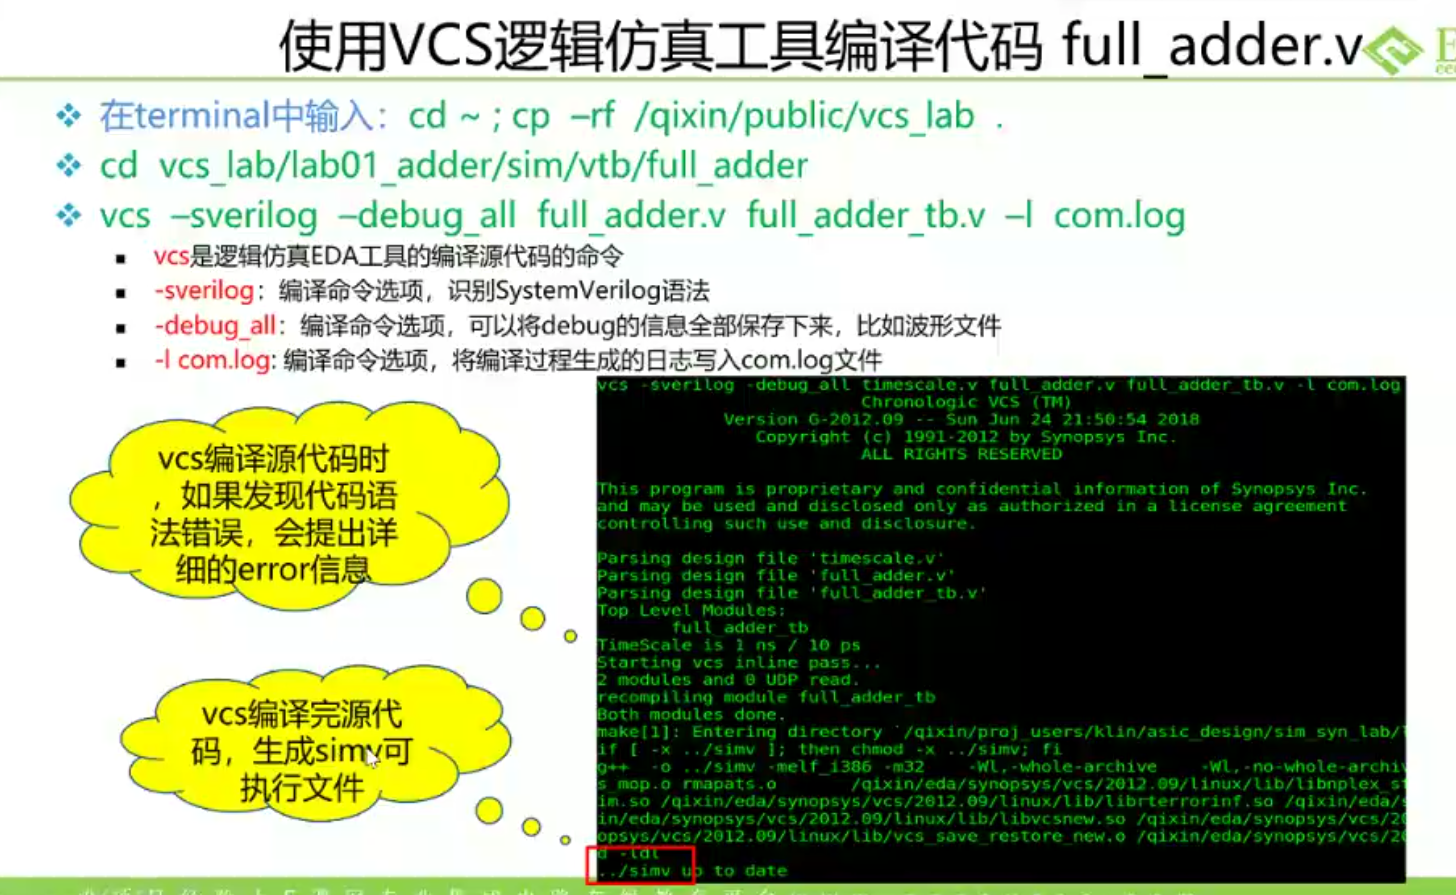 使用VCS逻辑仿真工具编译代码 full_adder.v
在terminal中输入：cd ~ ; cp –rf /qixin/public/vcs_lab .
cd vcs_lab/lab01_adder/sim/vtb/full_adder
vcs –sverilog –debug_all full_adder.v full_adder_tb.v –l com.log
vcs是逻辑仿真EDA工具的编译源代码的命令
-sverilog：编译命令选项，识别SystemVerilog语法
-debug_all：编译命令选项，可以将debug的信息全部保存下来，比如波形文件
-l com.log: 编译命令选项，将编译过程生成的日志写入com.log文件
vcs编译源代码时
，如果发现代码语
法错误，会提出详
细的error信息
vcs编译完源代
码，生成simv可
执行文件
vcs -sverilog -debug_all timescale.v full_adder.v full_adder_tb.v -l com.log
Chronologic VCS (TM)
Version G-2012.09 -- Sun Jun 24 21:50:54 2018
Copyright (c) 1991-2012 by Synopsys Inc.
ALL RIGHTS RESERVED
This program is proprietary and confidential information of Synopsys Inc.
and may be used and disclosed only as authorized in a license agreement
controlling such use and disclosure.
Parsing design file 'timescale.v'
Parsing design file 'full_adder.v'
Parsing design file 'full_adder_tb.v'
Top Level Modules:
full_adder_tb
TimeScale is 1 ns / 10 ps
Starting vcs inline pass...
2 modules and 0 UDP read.
recompiling module full_adder_tb
Both modules done.
make[1]: Entering directory `/qixin/proj_users/klin/asic_design/sim_syn_lab/
if [ -x ../simv ]; then chmod -x ../simv; fi
g++ -o ../simv -melf_i386 -m32 -Wl,-whole-archive -Wl,-no-whole-archiv
s_mop.o rmapats.o /qixin/eda/synopsys/vcs/2012.09/linux/lib/libnplex_st
im.so /qixin/eda/synopsys/vcs/2012.09/linux/lib/librterrorinf.so /qixin/eda/s
in/eda/synopsys/vcs/2012.09/linux/lib/libvcsnew.so /qixin/eda/synopsys/vcs/20
opsys/vcs/2012.09/linux/lib/vcs_save_restore_new.o /qixin/eda/synopsys/vcs/20
d -ldl
../simv up to date